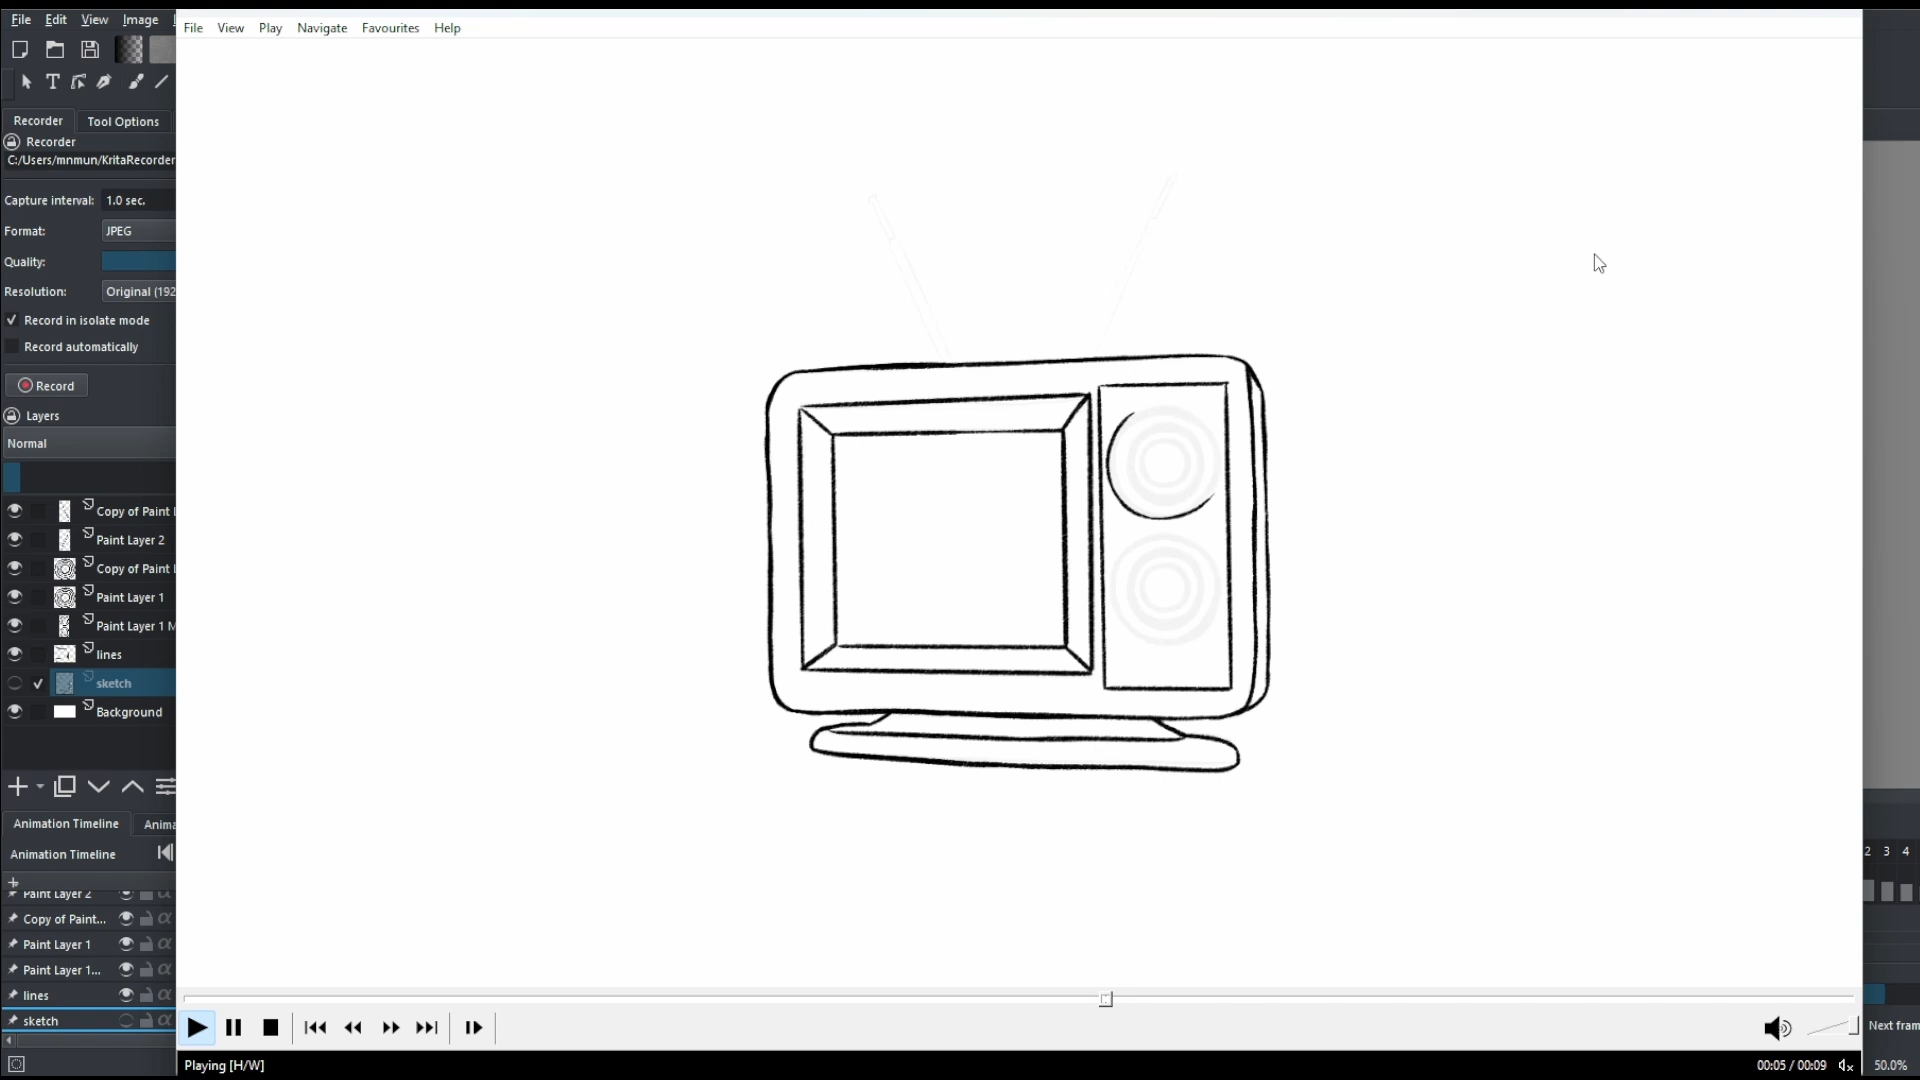 File Edit View Image
File View Play Navigate Favourites Help
Recorder Tool Options
Recorder
C:/Users/mnmun/KritaRecorder
Capture interval: 1.0 sec.
Format: JPEG
Quality:
Resolution: Original (192
Record in isolate mode
Record automatically
Record
Layers
Normal
Copy of Paint
Paint Layer 2
Copy of Paint
Paint Layer 1
Paint Layer 1 M
lines
sketch
Background
Animation Timeline Anima
Animation Timeline
2 3 4
Paint Layer 2
Copy of Paint...
Paint Layer 1
Paint Layer 1...
lines
sketch
Next fram
Playing [H/W]
00:05 / 00:09
50.0%